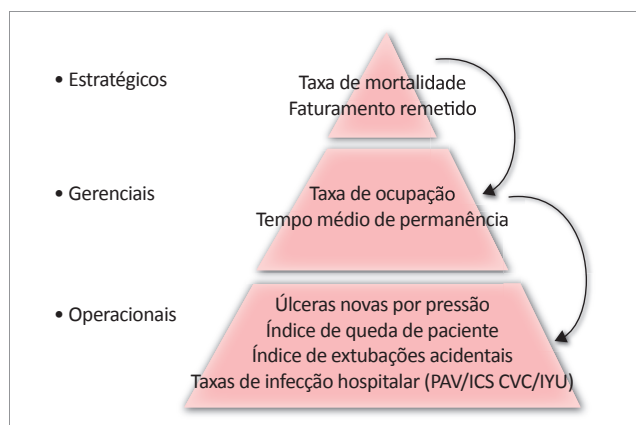 • Estratégicos
Taxa de mortalidade
Faturamento remetido
• Gerenciais
Taxa de ocupação
Tempo médio de permanência
• Operacionais
Úlceras novas por pressão
Índice de queda de paciente
Índice de extubações acidentais
Taxas de infecção hospitalar (PAV/ICS CVC/IYU)